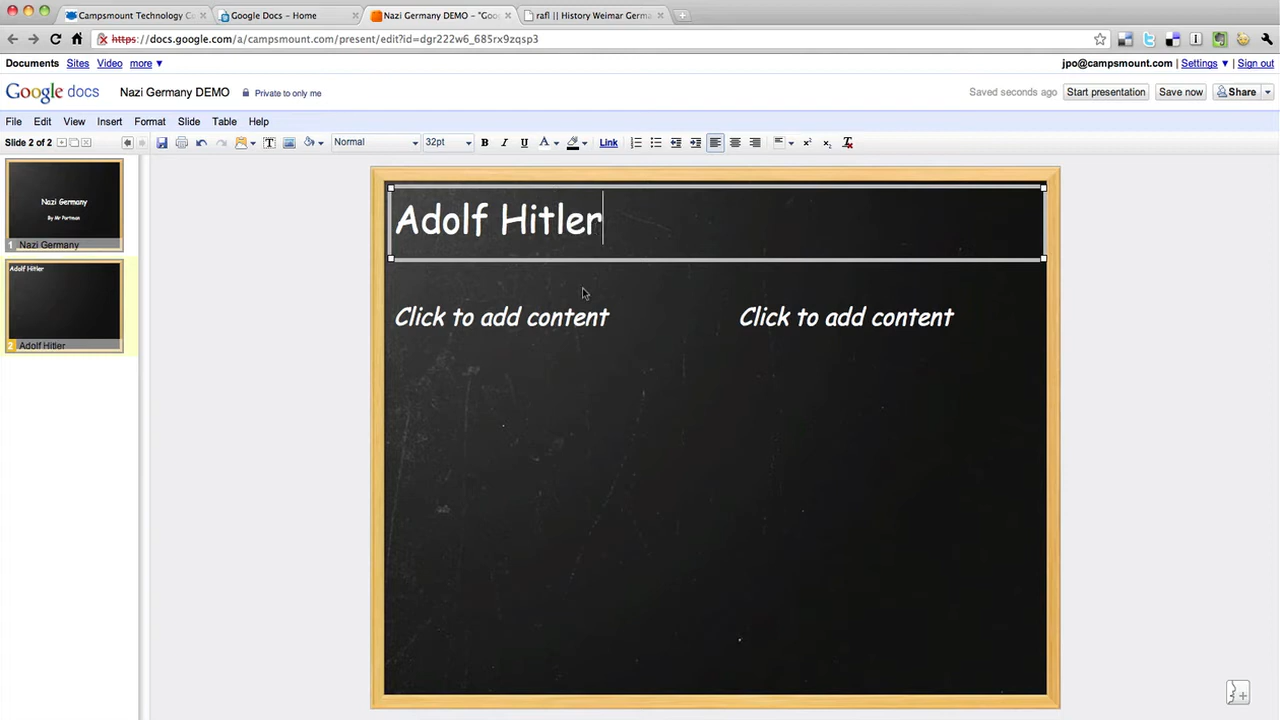 Campsmount Technology C
Google Docs - Home
Nazi Germany DEMO - "Goo
rafl || History Weimar Germa
https://docs.google.com/a/campsmount.com/present/edit?id=dgr222w6_685rx9zqsp3
Documents Sites Video more ▼
jpo@campsmount.com Settings ▼ Sign out
Google docs Nazi Germany DEMO Private to only me
Saved seconds ago Start presentation Save now Share
File Edit View Insert Format Slide Table Help
Slide 2 of 2 Normal 32pt B I U A Link
Nazi Germany
By Mr Portman
1 Nazi Germany
Adolf Hitler
2 Adolf Hitler
Adolf Hitler
Click to add content Click to add content